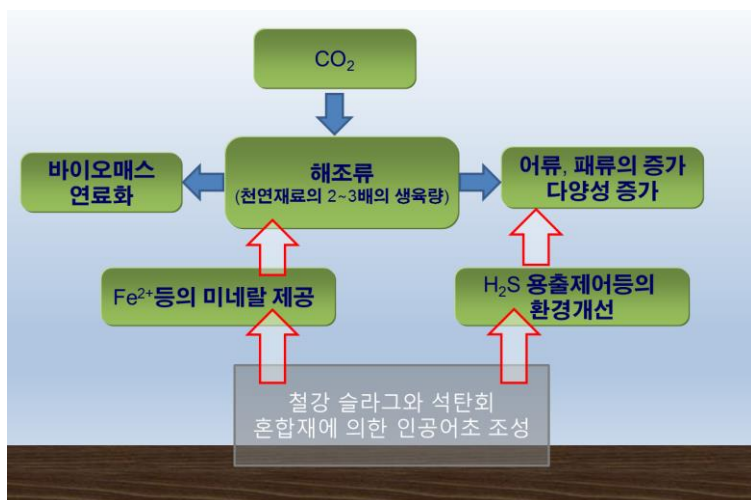 CO₂
바이오매스
연료화
해조류
(천연재료의 2~3배의 생육량)
어류, 패류의 증가
다양성 증가
Fe²⁺등의 미네랄 제공
H₂S 용출제어등의
환경개선
철강 슬라그와 석탄회
혼합재에 의한 인공어초 조성